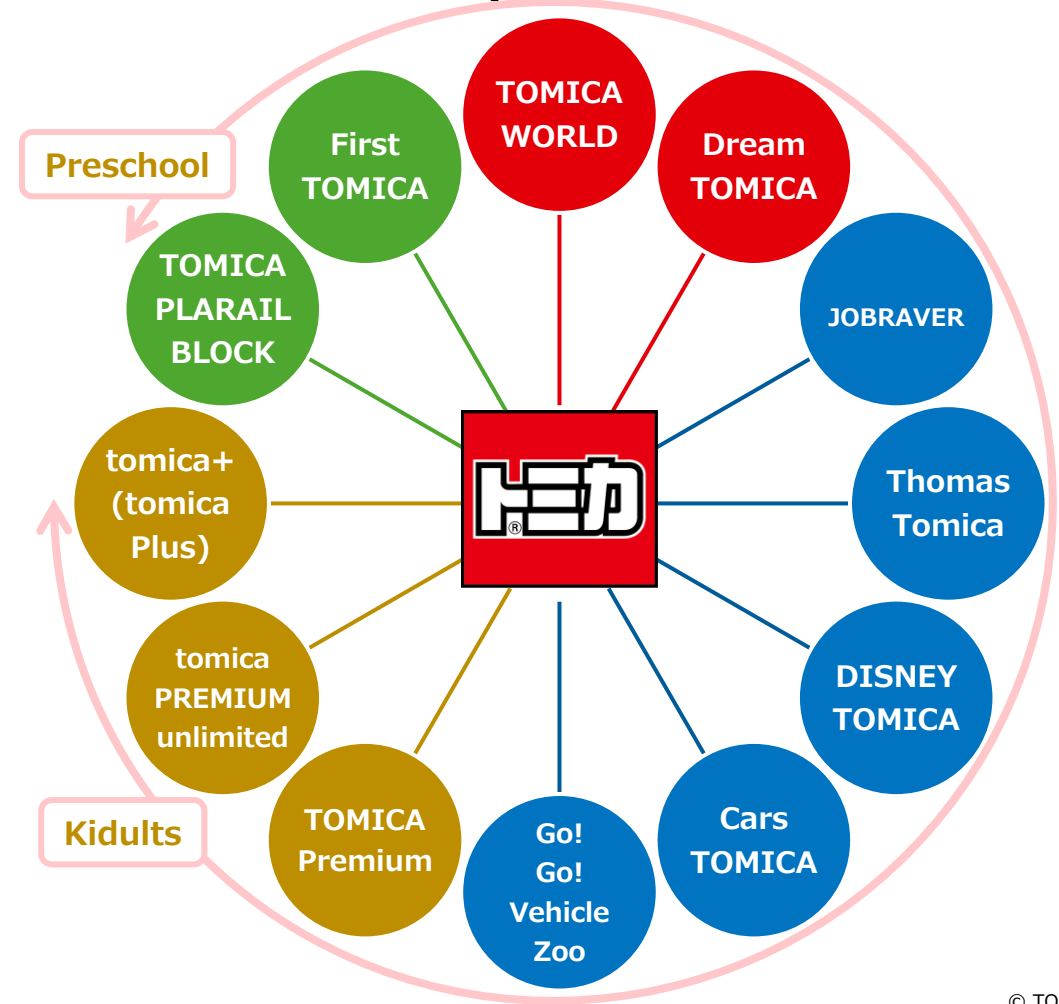 TOMICA
WORLD
Dream
TOMICA
JOBRAVER
Thomas
Tomica
DISNEY
TOMICA
Cars
TOMICA
Go!
Go!
Vehicle
Zoo
TOMICA
Premium
tomica
PREMIUM
unlimited
tomica+
(tomica
Plus)
TOMICA
PLARAIL
BLOCK
First
TOMICA
Preschool
Kidults
トミカ
®
© TO